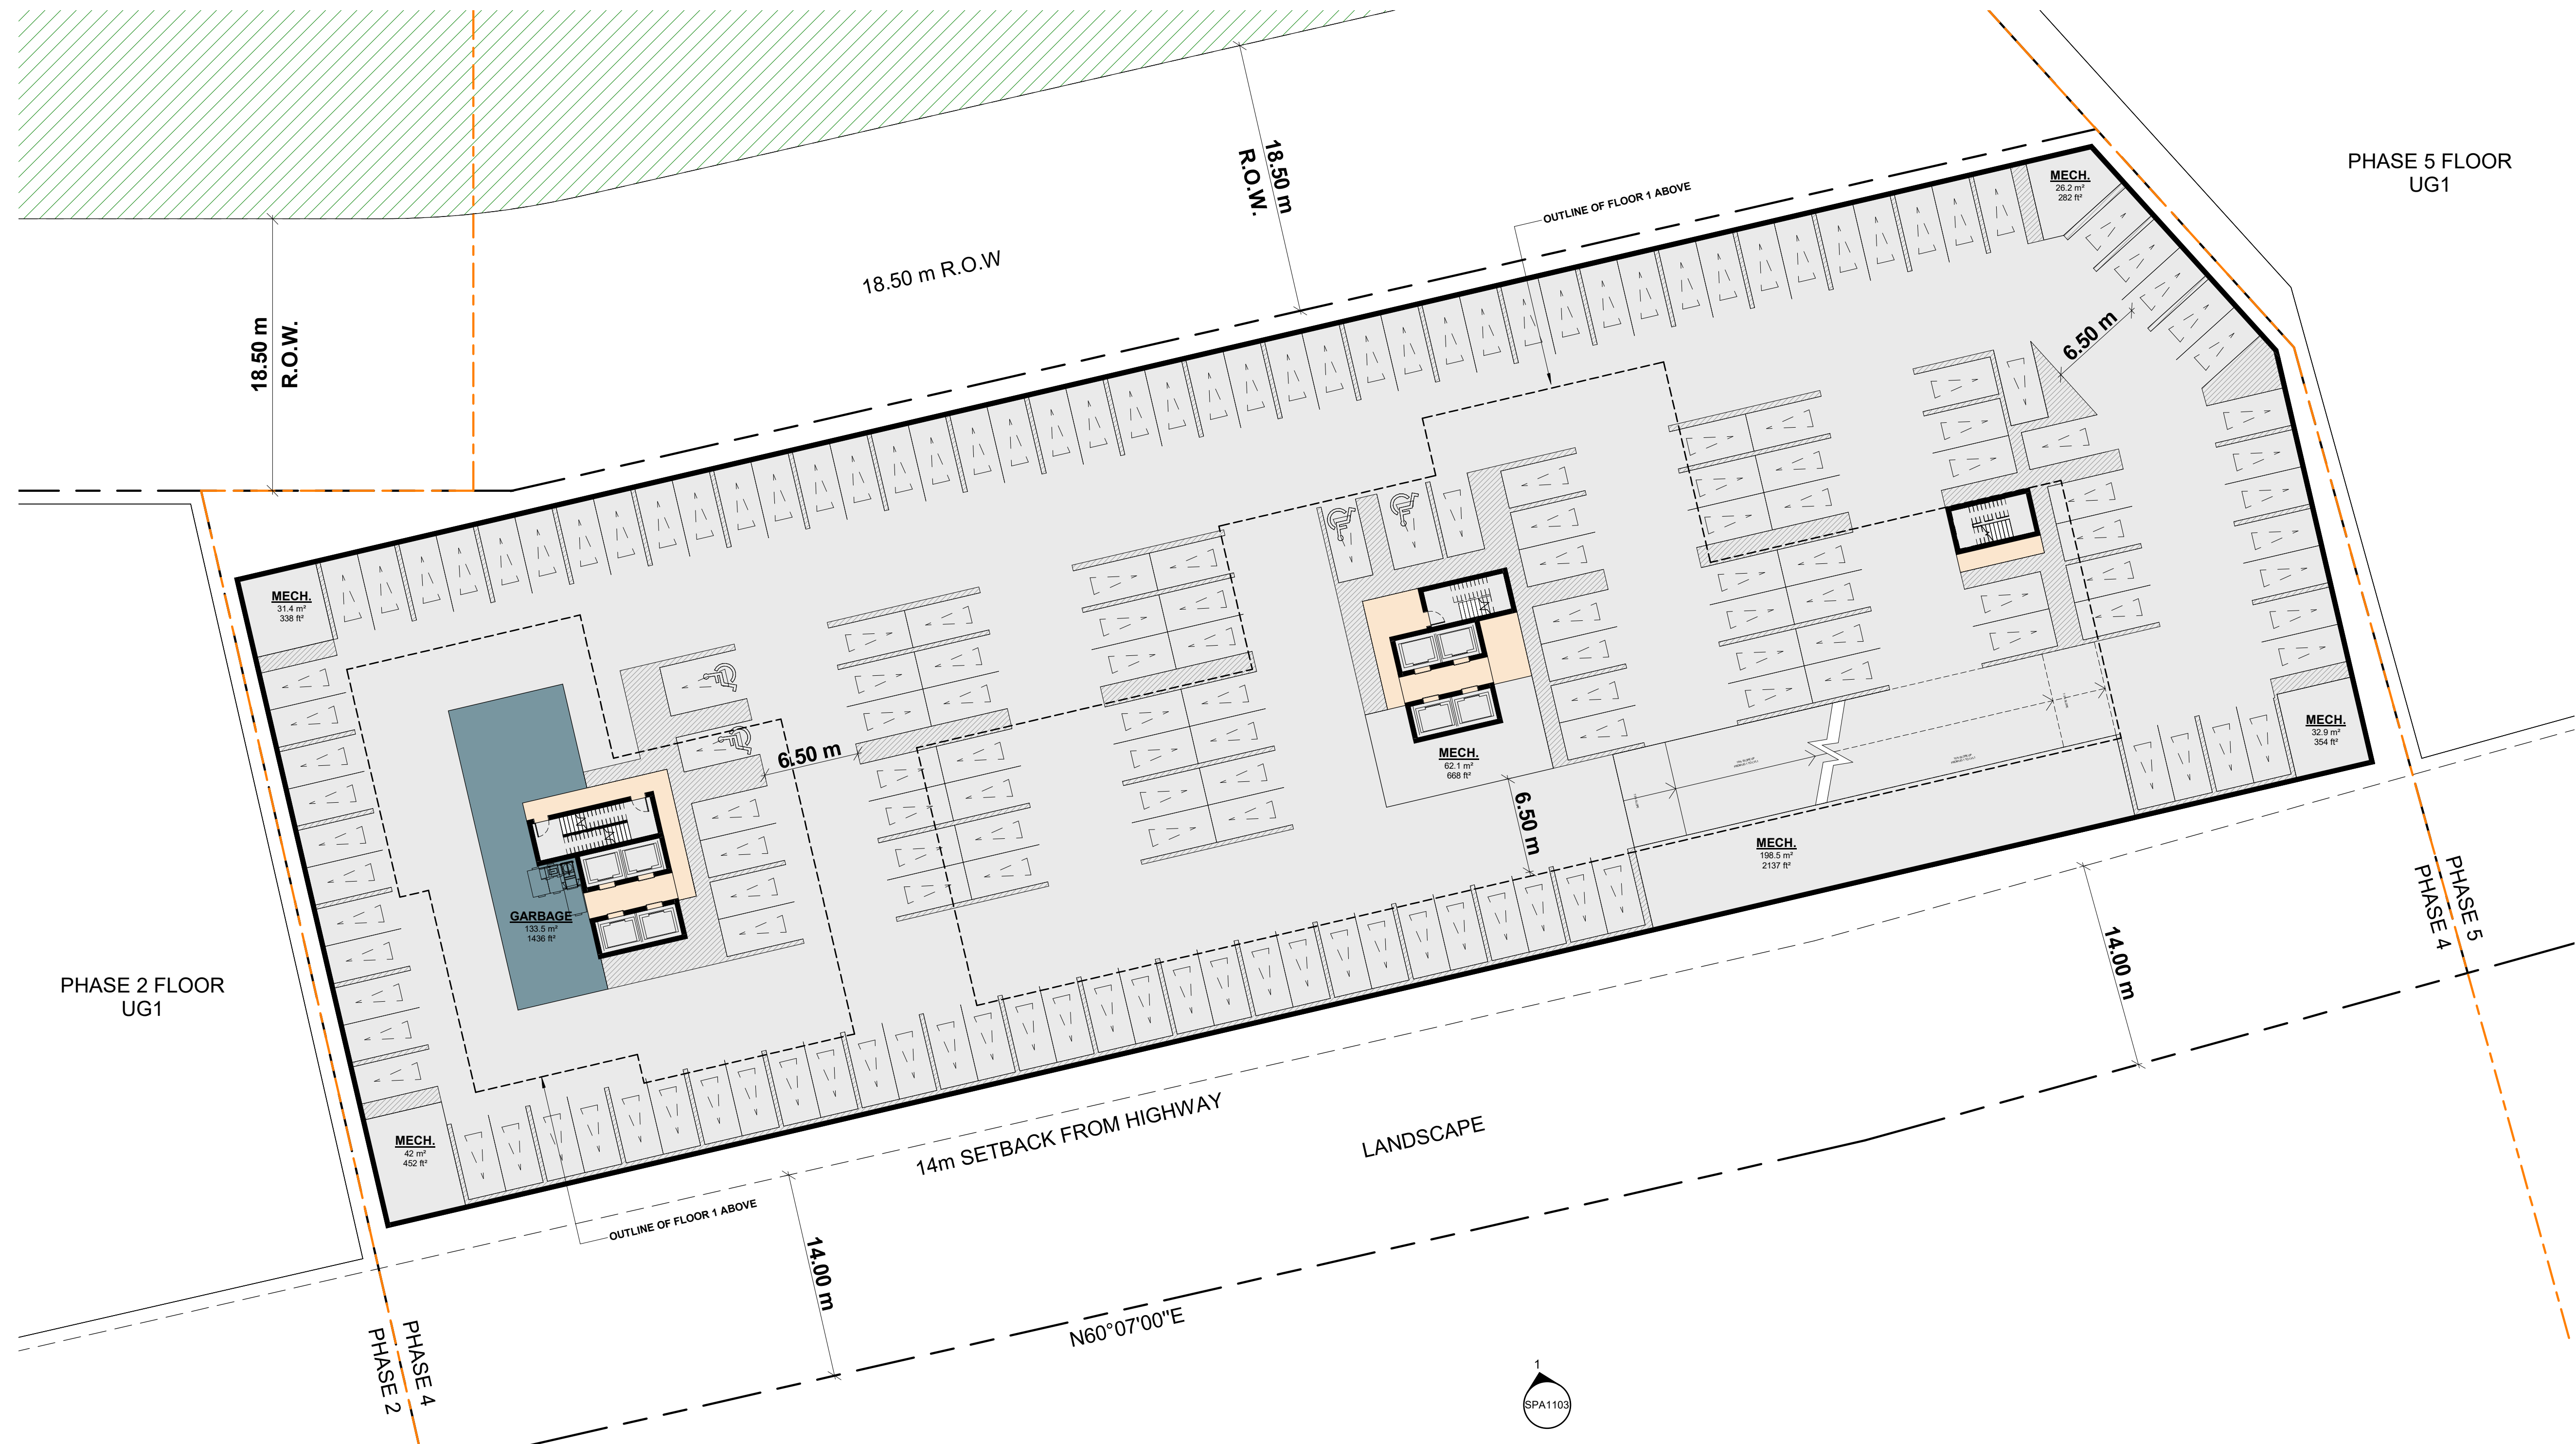 PHASE 5 FLOOR
UG1
MECH.
26.2 m²
282 ft²
18.50 m
R.O.W.
OUTLINE OF FLOOR 1 ABOVE
18.50 m R.O.W
18.50 m
R.O.W.
6.50 m
MECH.
31.4 m²
338 ft²
6.50 m
MECH.
62.1 m²
668 ft²
MECH.
32.9 m²
354 ft²
6.50 m
MECH.
198.5 m²
2137 ft²
GARBAGE
133.5 m²
1436 ft²
PHASE 5
PHASE 4
14.00 m
PHASE 2 FLOOR
UG1
MECH.
42 m²
452 ft²
14m SETBACK FROM HIGHWAY
LANDSCAPE
OUTLINE OF FLOOR 1 ABOVE
14.00 m
N60°07'00"E
PHASE 4
PHASE 2
1
SPA1103